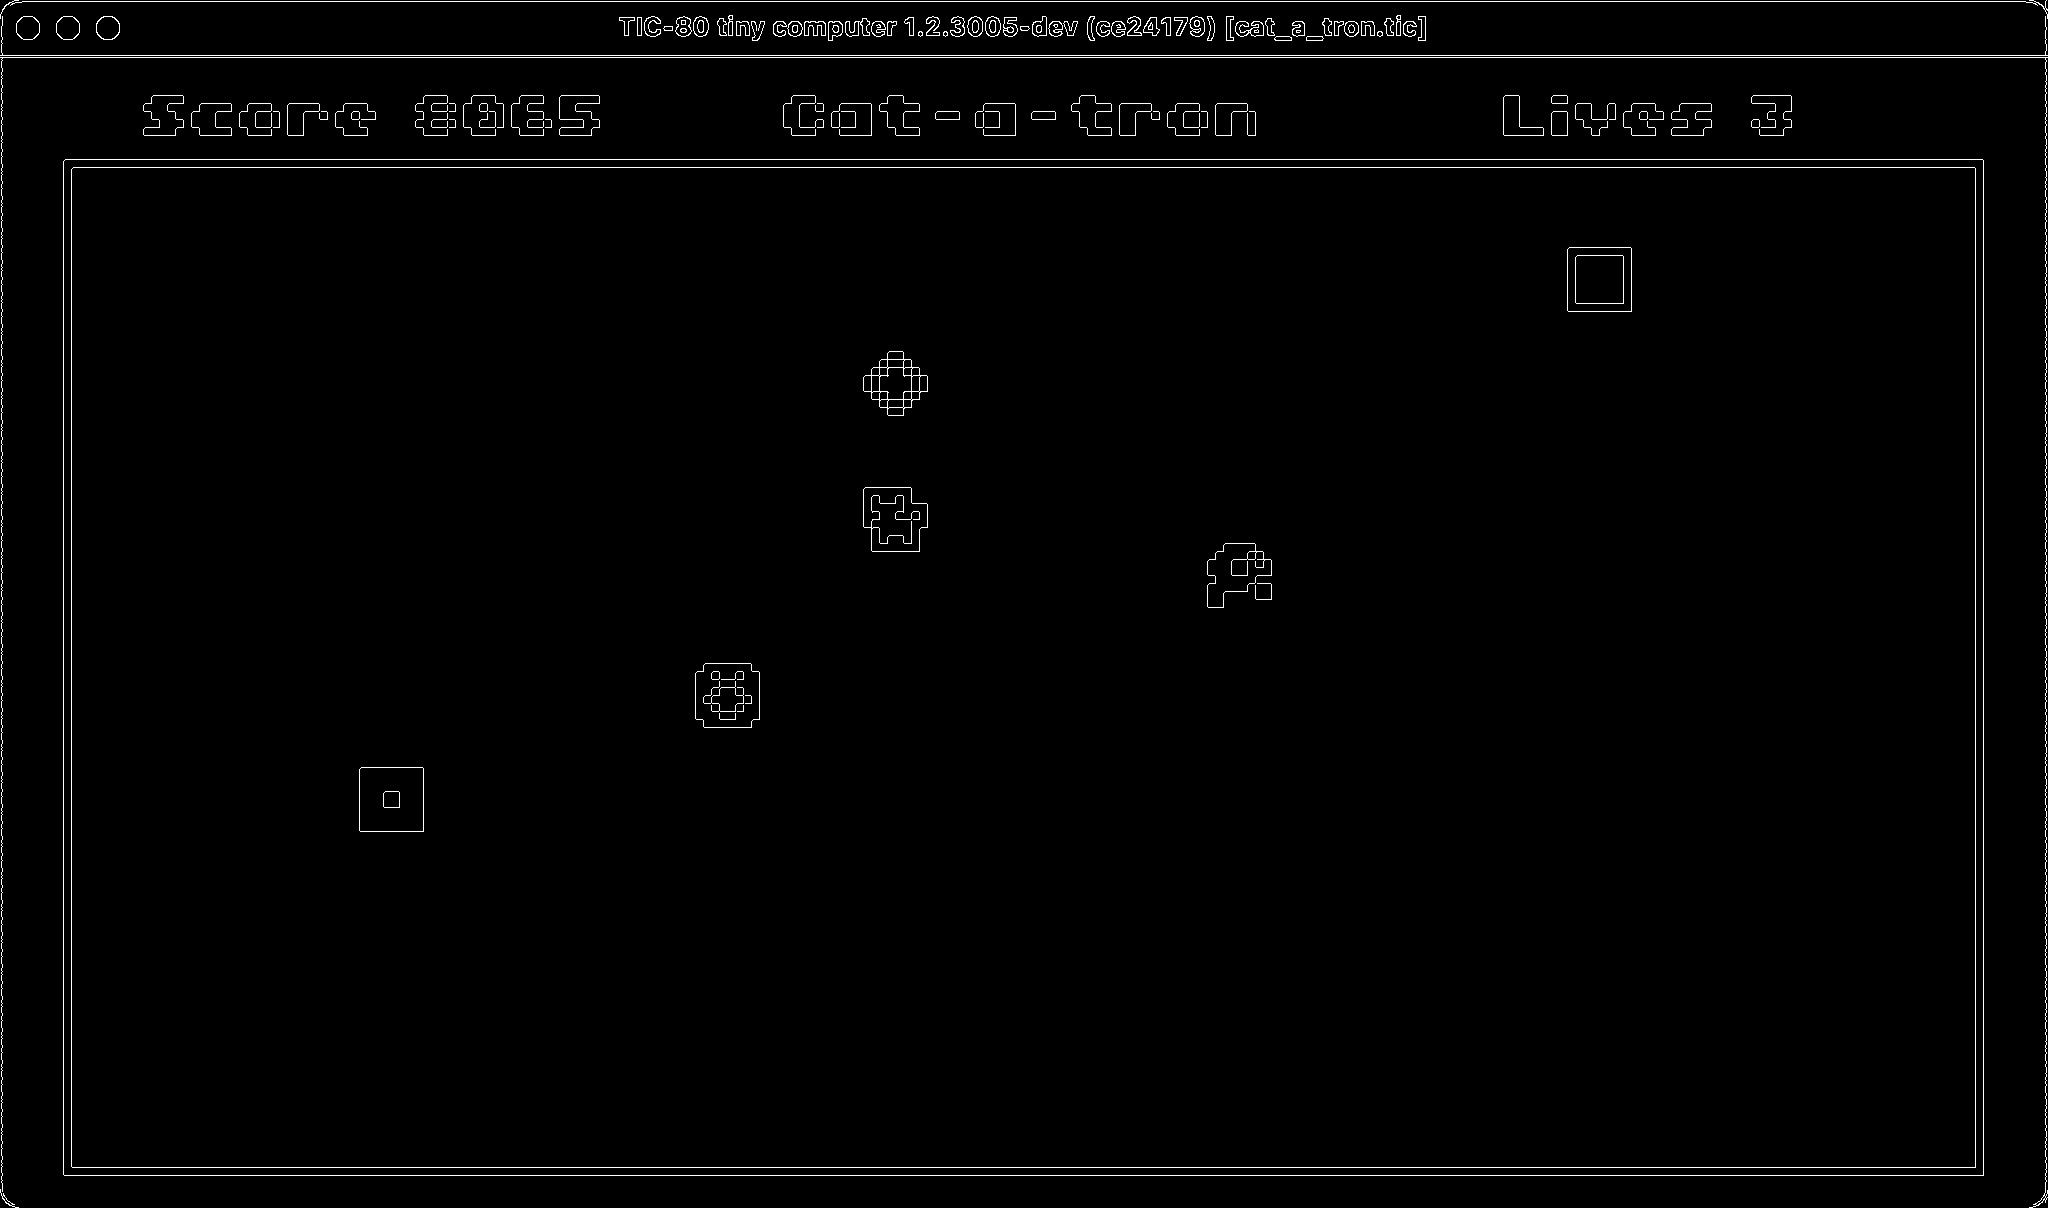 TIC-80 tiny computer 1.2.3005-dev (ce24179) [cat_a_tron.tic]
Score 8065 Cat-a-tron Lives 3